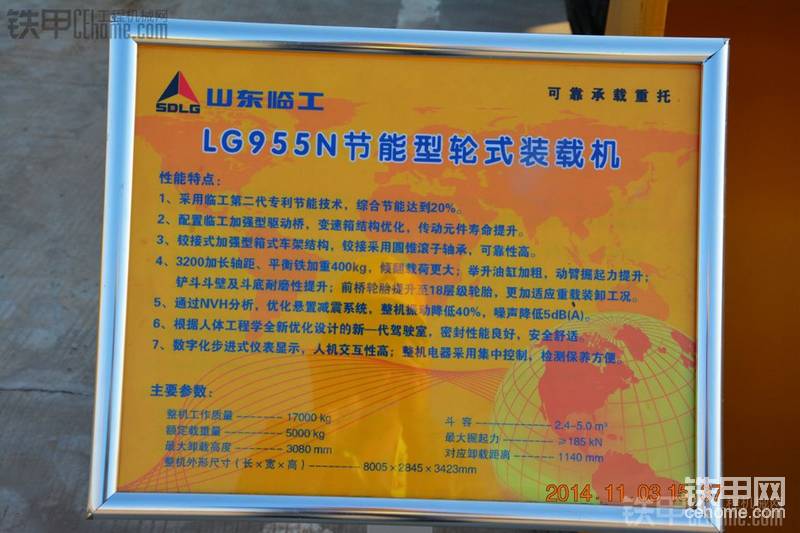 铁甲 工程机械网
cehome.com
SDLG 山东临工
可靠承载重托
LG955N节能型轮式装载机
性能特点：
1、采用临工第二代专利节能技术，综合节能达到20%。
2、配置临工加强型驱动桥，变速箱结构优化，传动元件寿命提升。
3、铰接式加强型箱式车架结构，铰接采用圆锥滚子轴承，可靠性高。
4、3200加长轴距、平衡铁加重400kg，倾翻载荷更大；举升油缸加粗，动臂掘起力提升；
铲斗斗壁及斗底耐磨性提升；前桥轮胎提升至18层级轮胎，更加适应重载装卸工况。
5、通过NVH分析，优化悬置减震系统，整机振动降低40%，噪声降低5dB(A)。
6、根据人体工程学全新优化设计的新一代驾驶室，密封性能良好，安全舒适
7、数字化步进式仪表显示，人机交互性高；整机电器采用集中控制，检测保养方便。
主要参数：
整机工作质量 17000 kg
额定载重量 5000 kg
最大卸载高度 3080 mm
整机外形尺寸（长×宽×高） 8005×2845×3423mm
斗容 2.4-5.0 m³
最大掘起力 ≥185 kN
对应卸载距离 1140 mm
2014.11.03 15
铁甲网
cehome.com